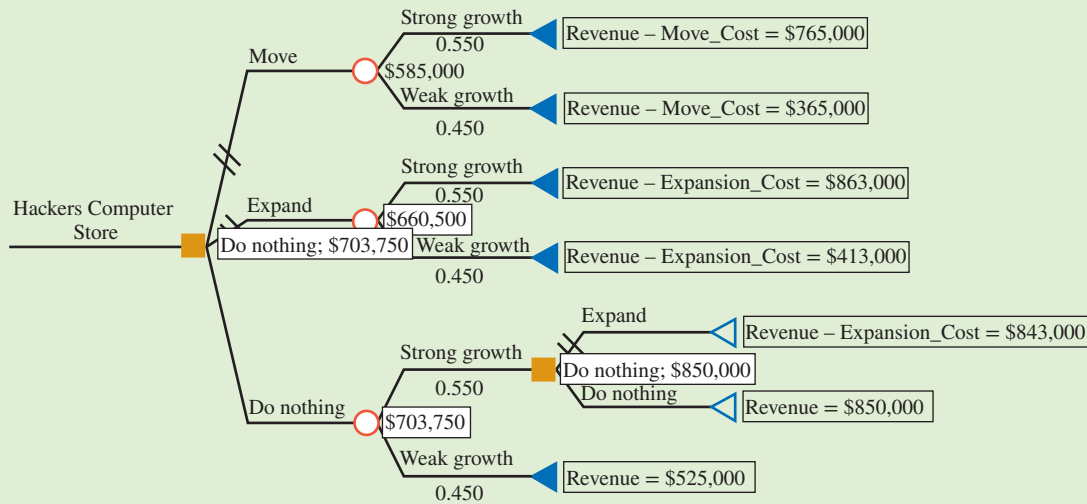 Strong growth
0.550
Revenue – Move_Cost = $765,000
Move
$585,000
Weak growth
0.450
Revenue – Move_Cost = $365,000
Strong growth
0.550
Revenue – Expansion_Cost = $863,000
Hackers Computer
Store
Expand
$660,500
Do nothing; $703,750
Weak growth
0.450
Revenue – Expansion_Cost = $413,000
Expand
Revenue – Expansion_Cost = $843,000
Strong growth
0.550
Do nothing; $850,000
Do nothing
Revenue = $850,000
Do nothing
$703,750
Weak growth
0.450
Revenue = $525,000